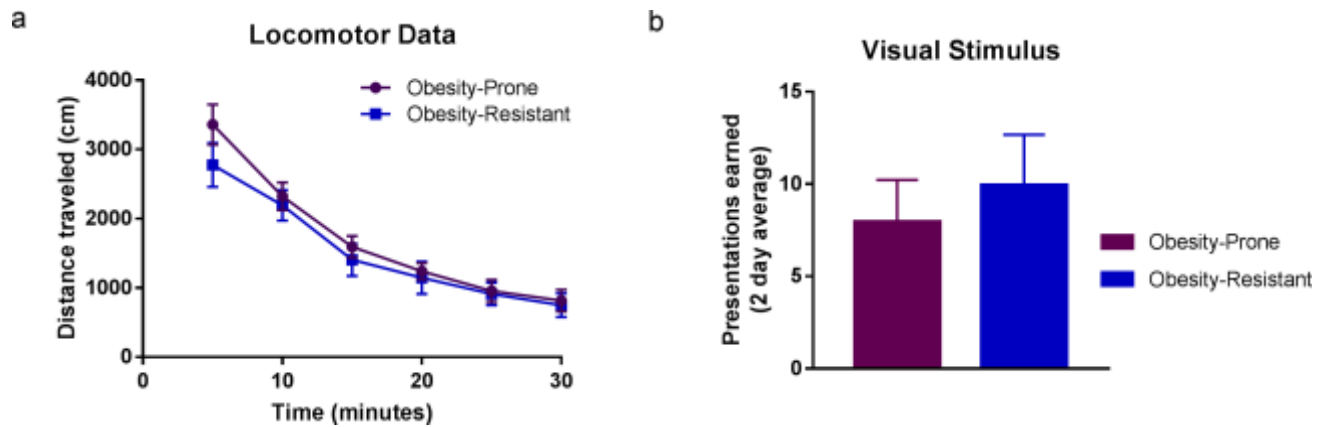 a
Locomotor Data
Obesity-Prone
Obesity-Resistant
Distance traveled (cm)
4000
3000
2000
1000
0
0
10
20
30
Time (minutes)
b
Visual Stimulus
Presentations earned
(2 day average)
15
10
5
0
Obesity-Prone
Obesity-Resistant